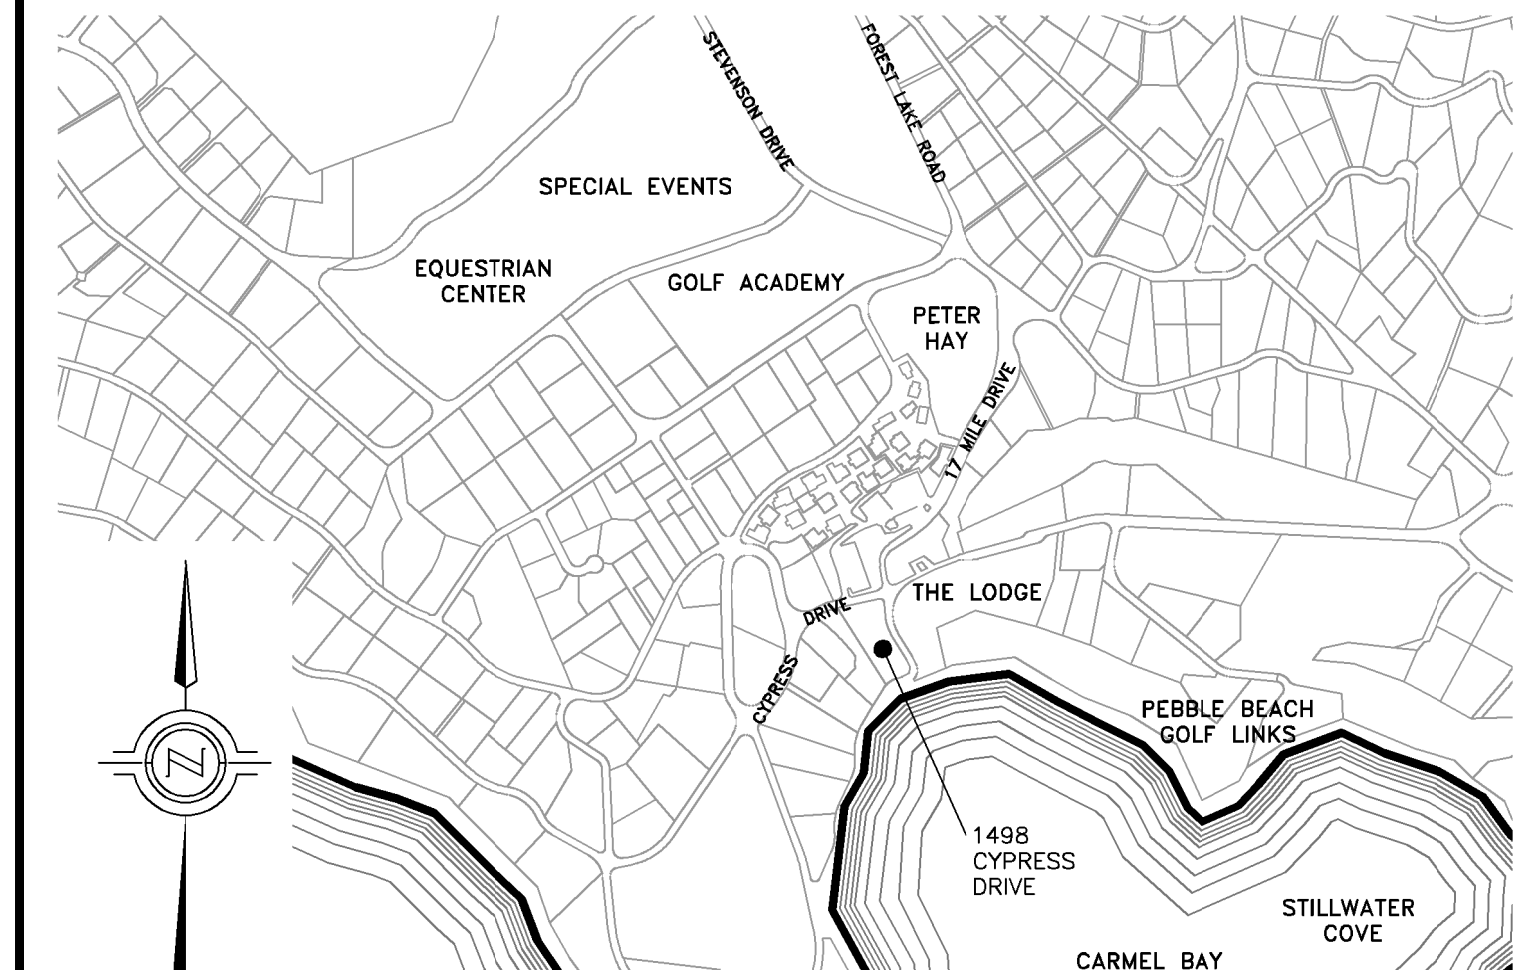 STEVENSON DRIVE
FOREST LAKE ROAD
SPECIAL EVENTS
EQUESTRIAN
CENTER
GOLF ACADEMY
PETER
HAY
17 MILE DRIVE
THE LODGE
CYPRESS DRIVE
PEBBLE BEACH
GOLF LINKS
N
1498
CYPRESS
DRIVE
STILLWATER
COVE
CARMEL BAY